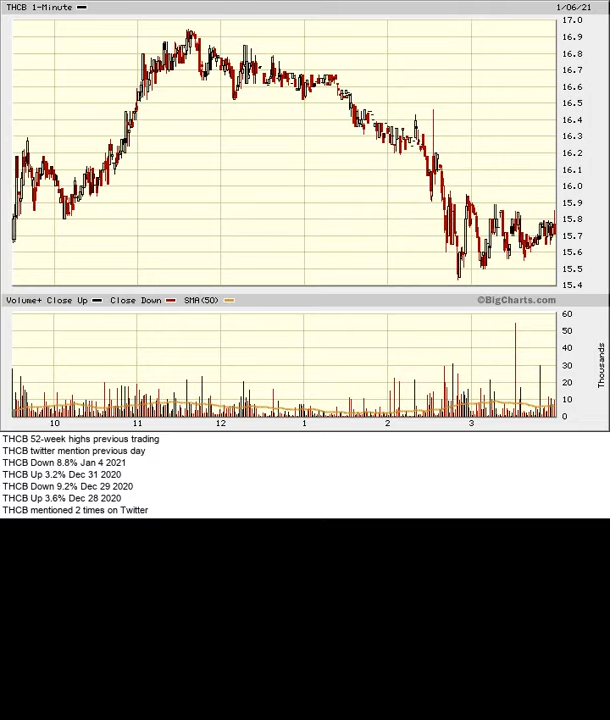 THCB 1-Minute 1/06/21
17.0
16.9
16.8
16.7
16.6
16.5
16.4
16.3
16.2
16.1
16.0
15.9
15.8
15.7
15.6
15.5
15.4
Volume+ Close Up Close Down SMA(50) ©BigCharts.com
60
50
40
30
20
10
0
Thousands
10 11 12 1 2 3
THCB 52-week highs previous trading
THCB twitter mention previous day
THCB Down 8.8% Jan 4 2021
THCB Up 3.2% Dec 31 2020
THCB Down 9.2% Dec 29 2020
THCB Up 3.6% Dec 28 2020
THCB mentioned 2 times on Twitter